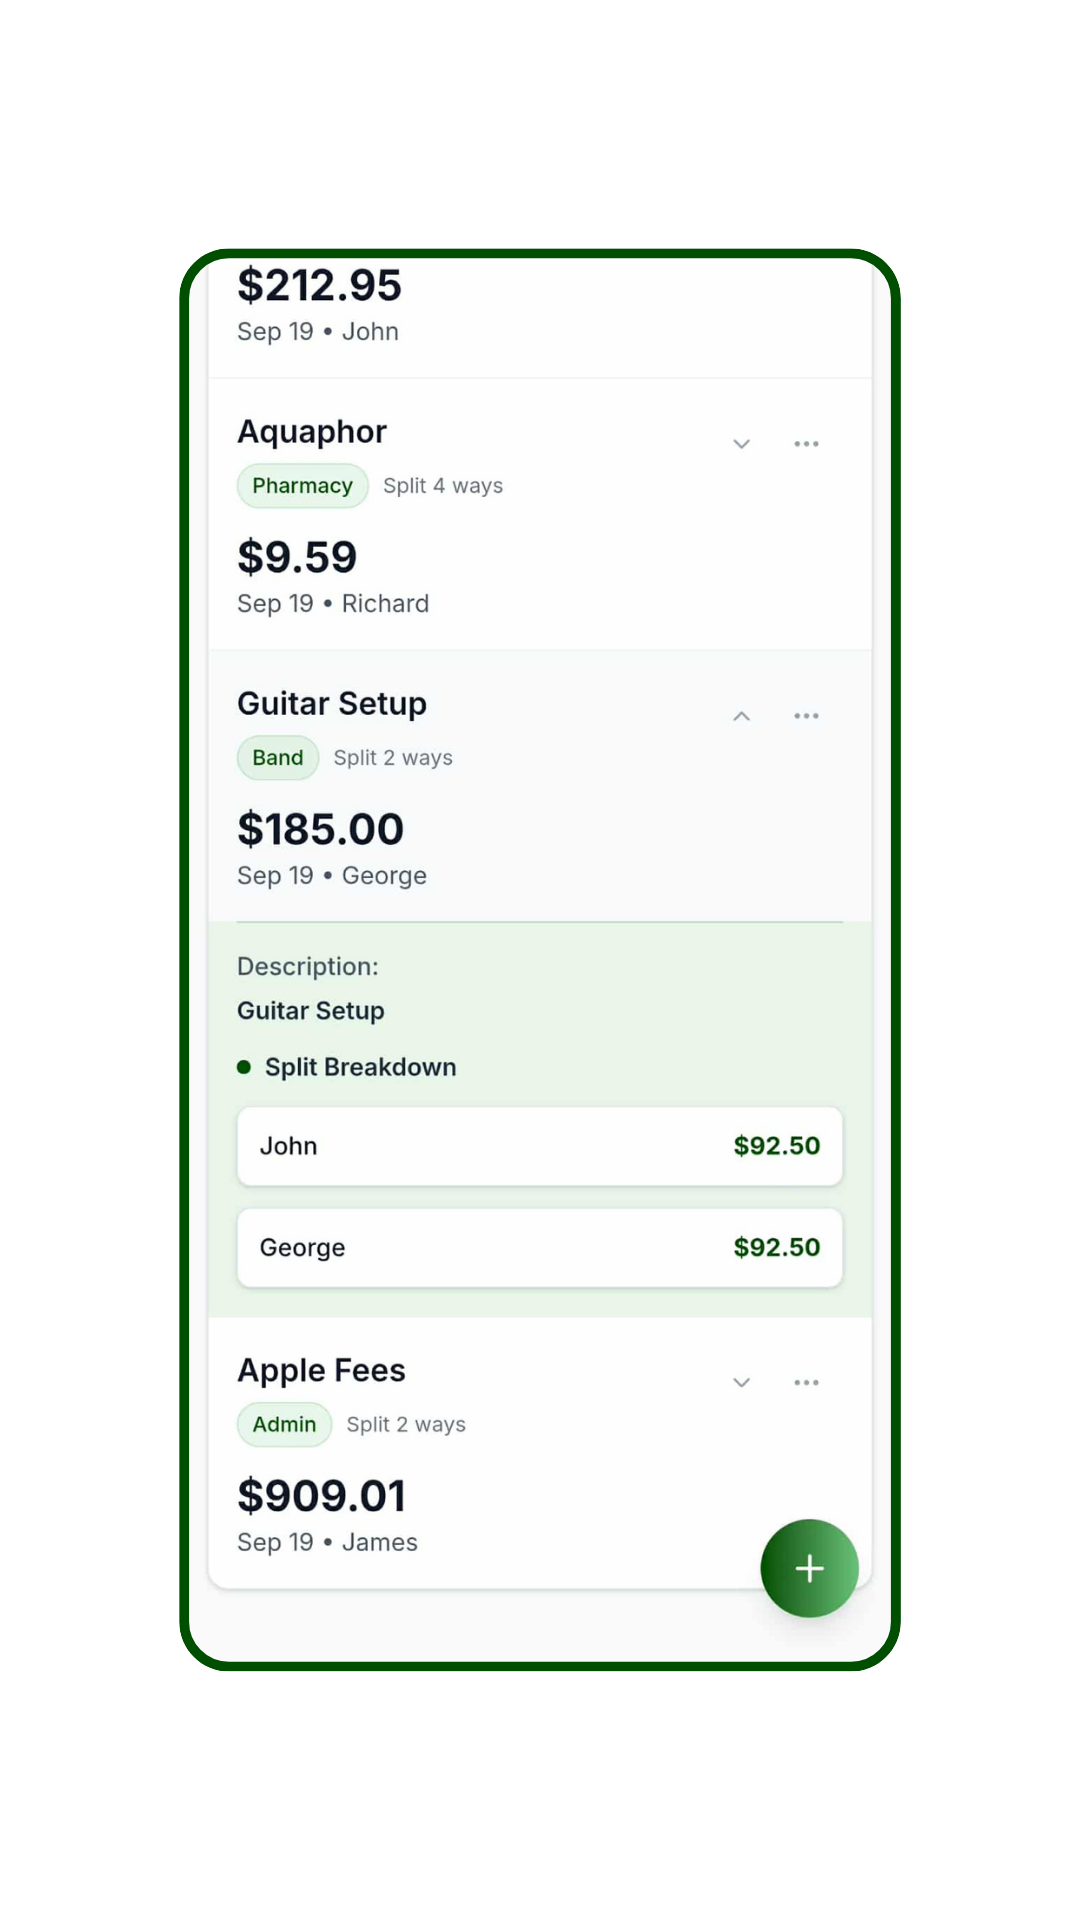 $212.95
Sep 19 • John
Aquaphor
Pharmacy Split 4 ways
$9.59
Sep 19 • Richard
Guitar Setup
Band Split 2 ways
$185.00
Sep 19 • George
Description:
Guitar Setup
Split Breakdown
John $92.50
George $92.50
Apple Fees
Admin Split 2 ways
$909.01
Sep 19 • James